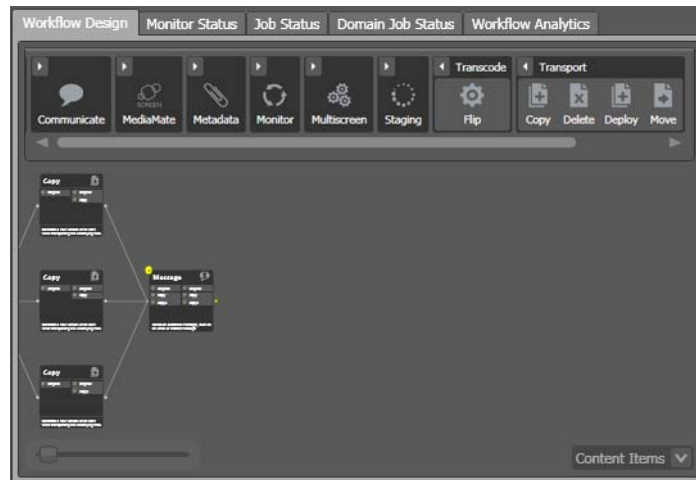 Workflow Design Monitor Status Job Status Domain Job Status Workflow Analytics
Transcode Transport
SCREEN
Communicate MediaMate Metadata Monitor Multiscreen Staging Flip Copy Delete Deploy Move
Copy
Copy
Message
Copy
Content Items